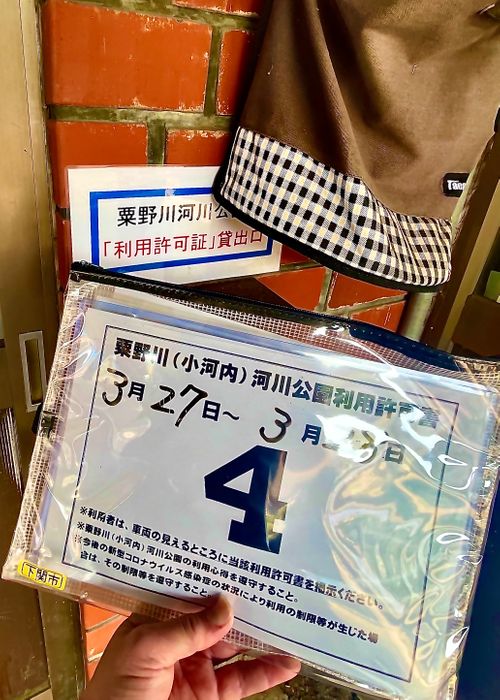 粟野川河川公
「利用許可証」貸出口
粟野川（小河内）河川公園利用許可書
3月27日～ 3月28日
4
※利用者は、車両の見えるところに当該利用許可書を掲示ください。
※粟野川（小河内）河川公園の利用心得を遵守すること。
※今後の新型コロナウイルス感染症の状況により利用の制限等が生じた場
合は、その制限等を遵守すること。
下関市